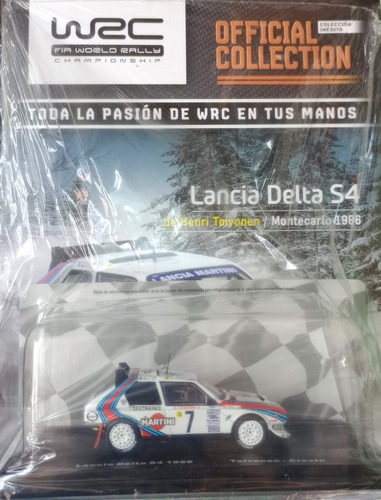 WRC
FIA WORLD RALLY
CHAMPIONSHIP
OFFICIAL
COLLECTION
COLECCIÓN
INÉDITA
TODA LA PASIÓN DE WRC EN TUS MANOS
Lancia Delta S4
de Henri Toivonen / Montecarlo 1986
LANCIA MARTINI
MARTINI
7
Lancia Delta S4 1986
Toivonen - Cresto